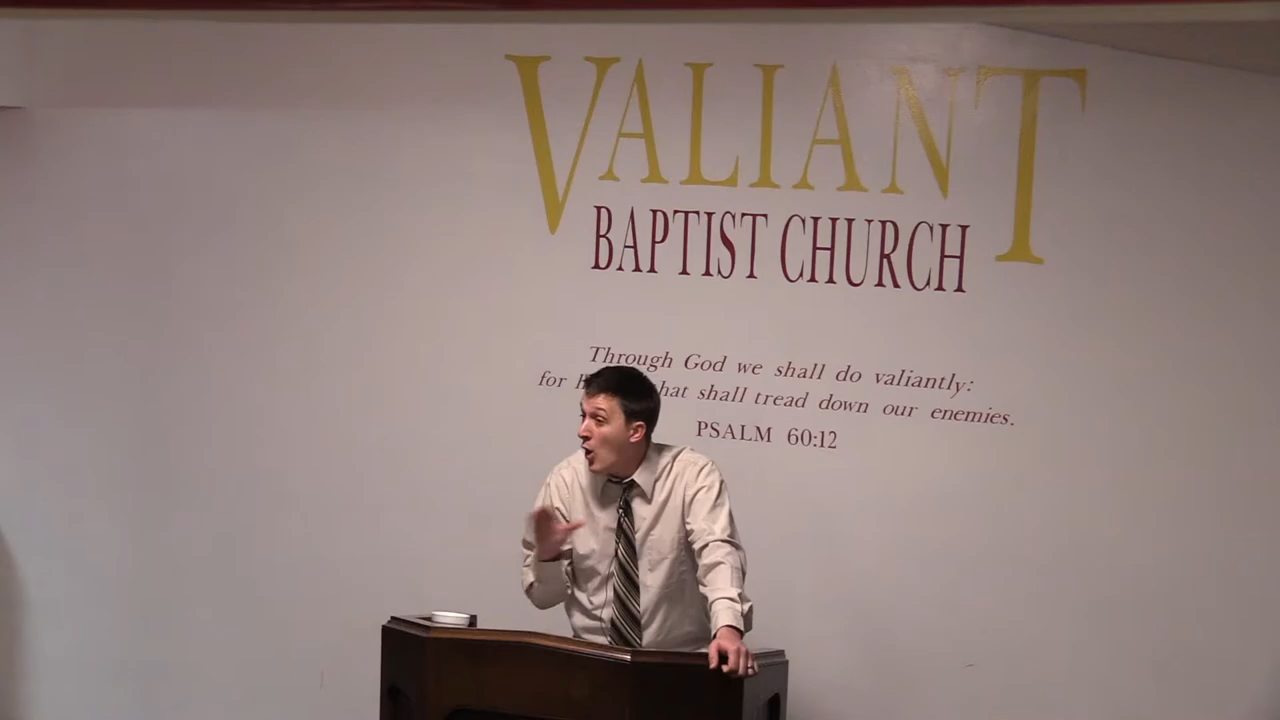 VALIANT
BAPTIST CHURCH
Through God we shall do valiantly:
for hat shall tread down our enemies.
PSALM 60:12